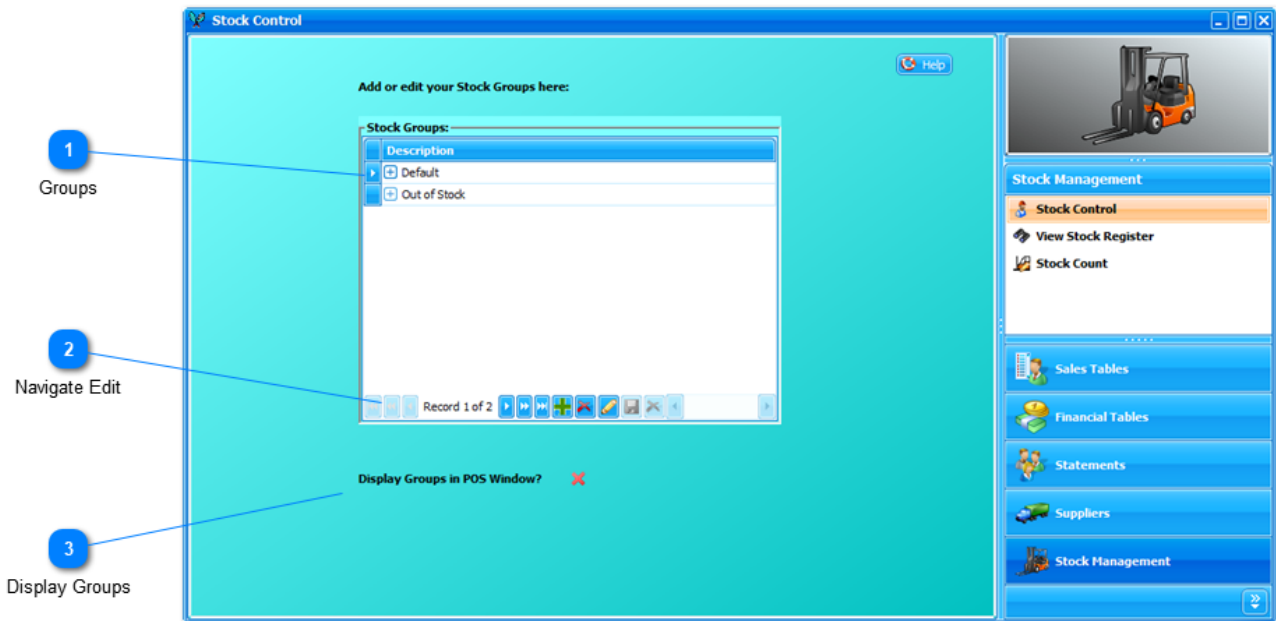 Stock Control
Help
Add or edit your Stock Groups here:
Stock Groups:
Description
Default
Out of Stock
Record 1 of 2
Display Groups in POS Window?
1
Groups
2
Navigate Edit
3
Display Groups
Stock Management
Stock Control
View Stock Register
Stock Count
Sales Tables
Financial Tables
Statements
Suppliers
Stock Management